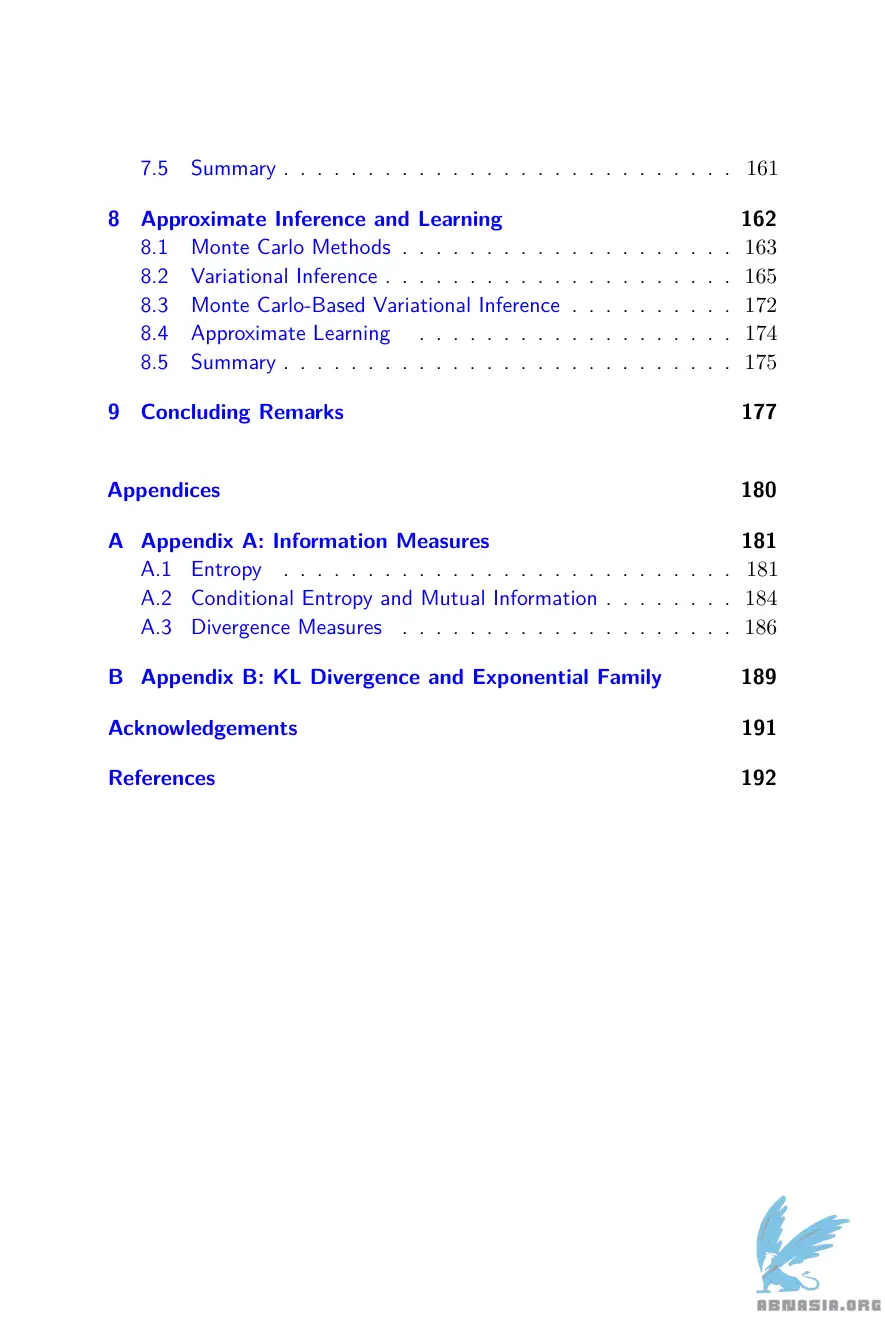 7.5 Summary . . . . . . . . . . . . . . . . . . . . . . . . . . . 161
8 Approximate Inference and Learning 162
8.1 Monte Carlo Methods . . . . . . . . . . . . . . . . . . . . 163
8.2 Variational Inference . . . . . . . . . . . . . . . . . . . . . 165
8.3 Monte Carlo-Based Variational Inference . . . . . . . . . . 172
8.4 Approximate Learning . . . . . . . . . . . . . . . . . . . 174
8.5 Summary . . . . . . . . . . . . . . . . . . . . . . . . . . . 175
9 Concluding Remarks 177
Appendices 180
A Appendix A: Information Measures 181
A.1 Entropy . . . . . . . . . . . . . . . . . . . . . . . . . . . 181
A.2 Conditional Entropy and Mutual Information . . . . . . . . 184
A.3 Divergence Measures . . . . . . . . . . . . . . . . . . . . 186
B Appendix B: KL Divergence and Exponential Family 189
Acknowledgements 191
References 192
ABNASIA.ORG